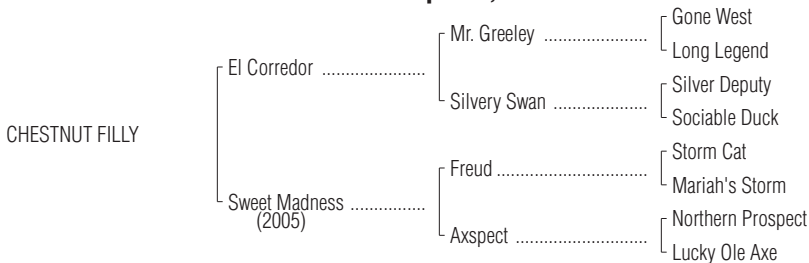 Gone West
Mr. Greeley ......................
Long Legend
El Corredor ......................
Silver Deputy
Silvery Swan ....................
Sociable Duck
CHESTNUT FILLY
Storm Cat
Freud ................................
Mariah's Storm
Sweet Madness ................
(2005)
Northern Prospect
Axspect ............................
Lucky Ole Axe